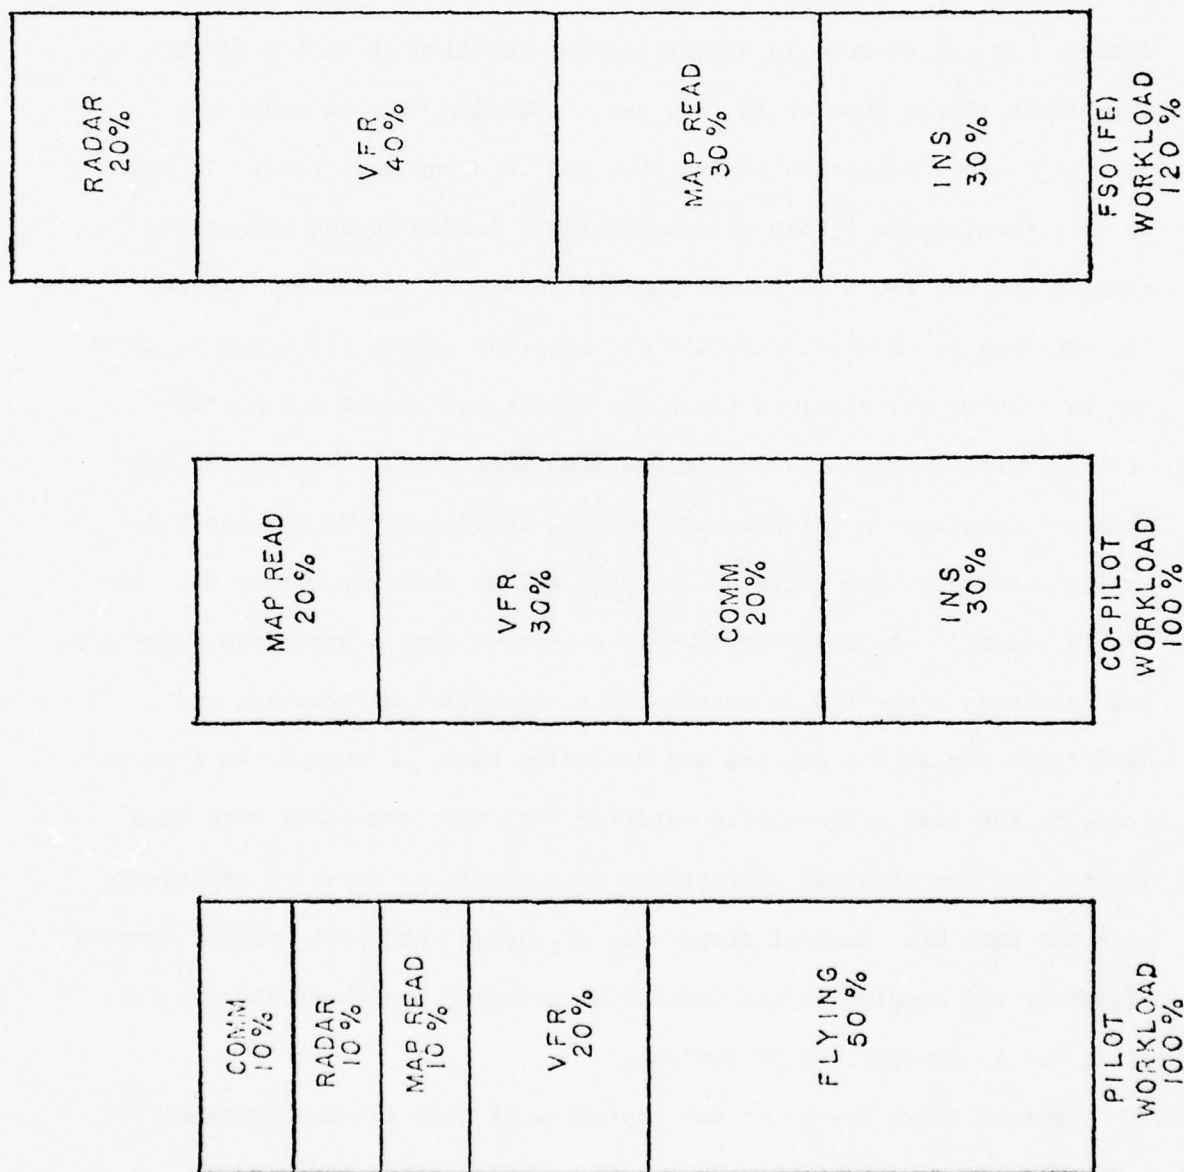 COMM
10%
RADAR
10%
MAP READ
10%
VFR
20%
FLYING
50%
PILOT
WORKLOAD
100%
MAP READ
20%
VFR
30%
COMM
20%
INS
30%
CO-PILOT
WORKLOAD
100%
RADAR
20%
VFR
40%
MAP READ
30%
INS
30%
FSO(FE)
WORKLOAD
120%